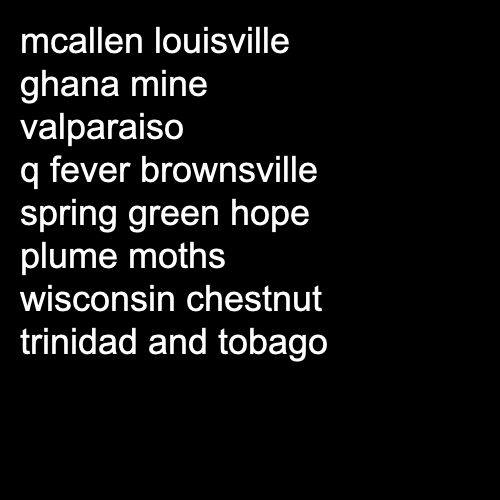 mcallen louisville
ghana mine
valparaiso
q fever brownsville
spring green hope
plume moths
wisconsin chestnut
trinidad and tobago